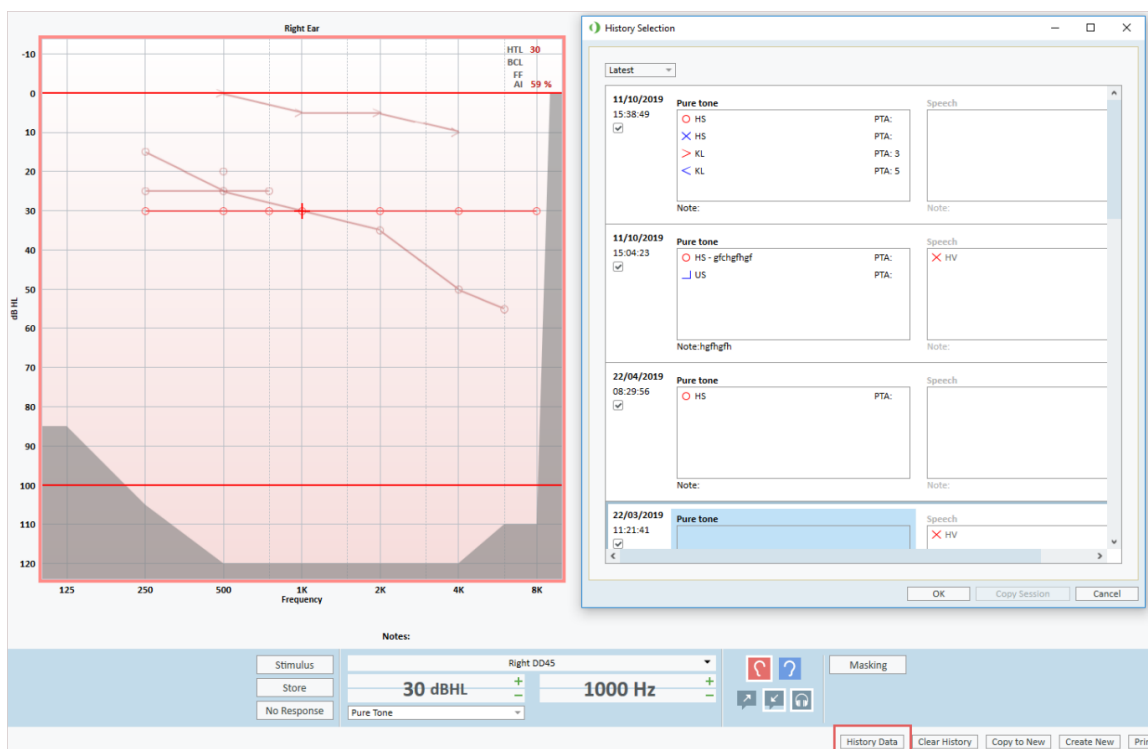 Right Ear
HTL 30
BCL
FF
AI 59 %
-10
0
10
20
30
40
50
60
70
80
90
100
110
120
dB HL
125 250 500 1K 2K 4K 8K
Frequency
History Selection
Latest
11/10/2019 Pure tone Speech
15:38:49
HS PTA:
HS PTA:
KL PTA: 3
KL PTA: 5
Note: Note:
11/10/2019 Pure tone Speech
15:04:23
HS - gfchgfhgf PTA: HV
US PTA:
Note:hgfhgfh Note:
22/04/2019 Pure tone Speech
08:29:56
HS PTA:
Note: Note:
22/03/2019 Pure tone Speech
11:21:41 HV
OK Copy Session Cancel
Notes:
Stimulus
Store
No Response
Right DD45
30 dBHL + - 1000 Hz + -
Pure Tone
Masking
History Data Clear History Copy to New Create New Prin